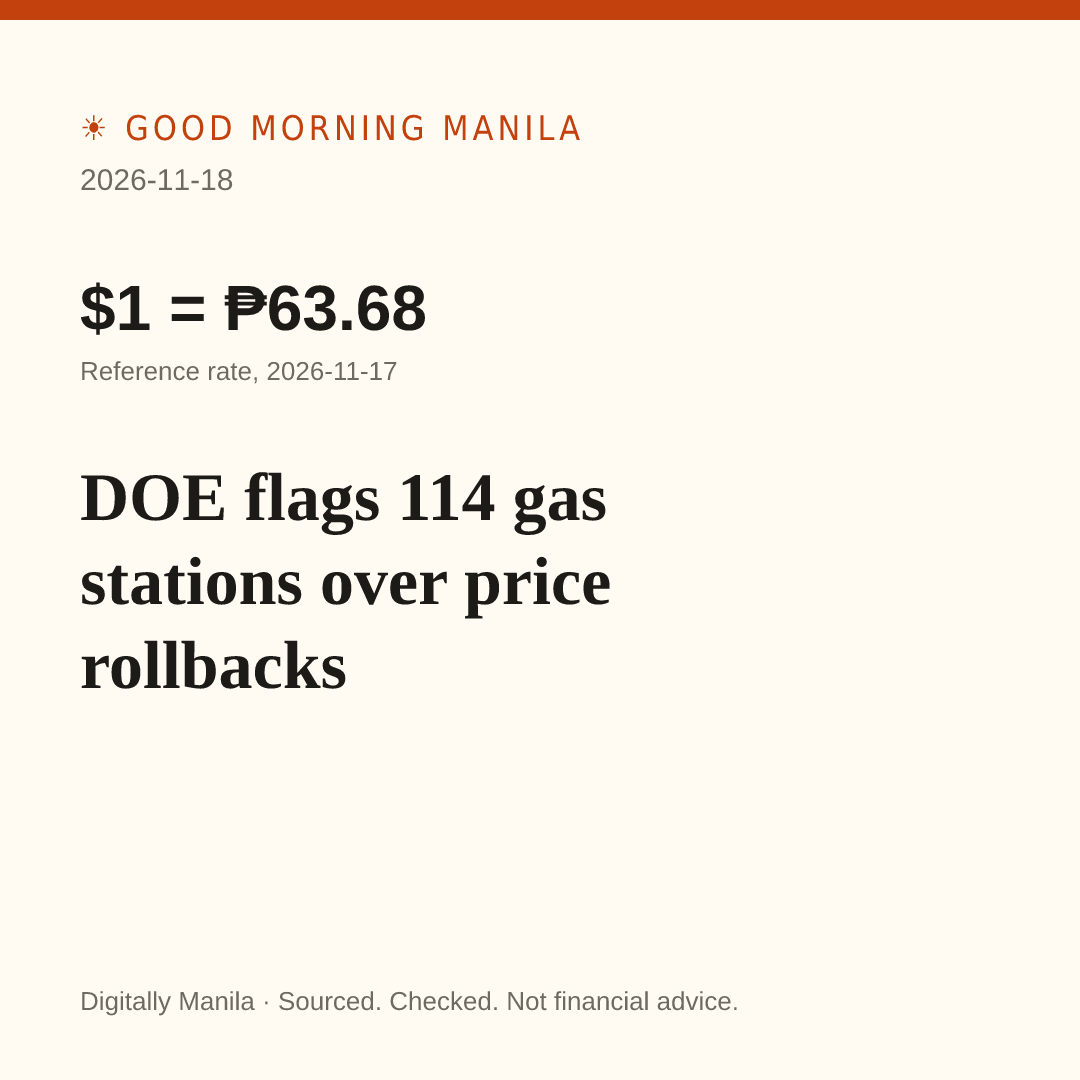 ☀ GOOD MORNING MANILA
2026-11-18
$1 = ₱63.68
Reference rate, 2026-11-17
DOE flags 114 gas
stations over price
rollbacks
Digitally Manila · Sourced. Checked. Not financial advice.